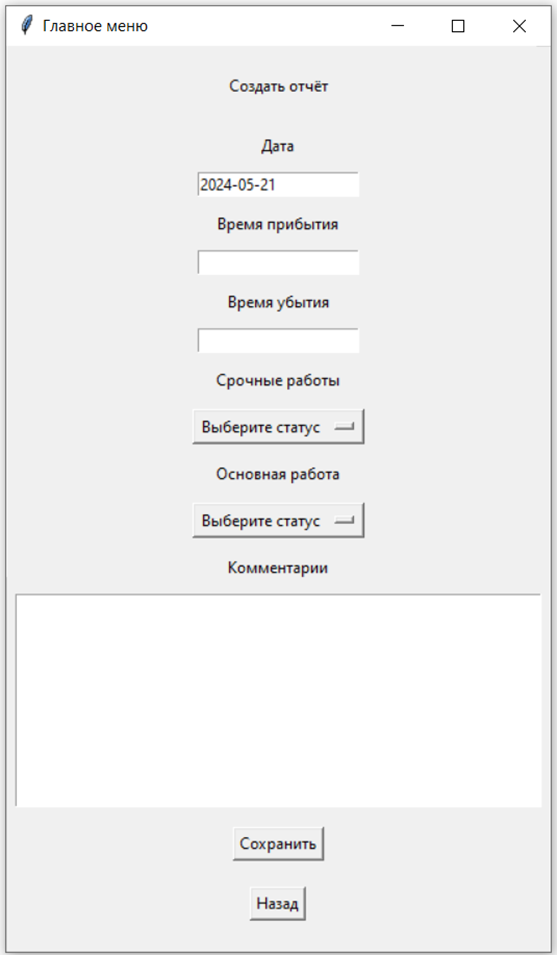 Главное меню
Создать отчёт
Дата
2024-05-21
Время прибытия
Время убытия
Срочные работы
Выберите статус
Основная работа
Выберите статус
Комментарии
Сохранить
Назад